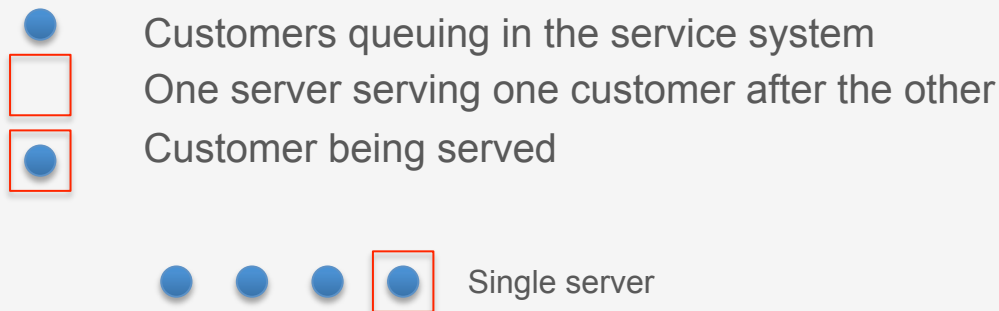 Customers queuing in the service system
One server serving one customer after the other
Customer being served
Single server